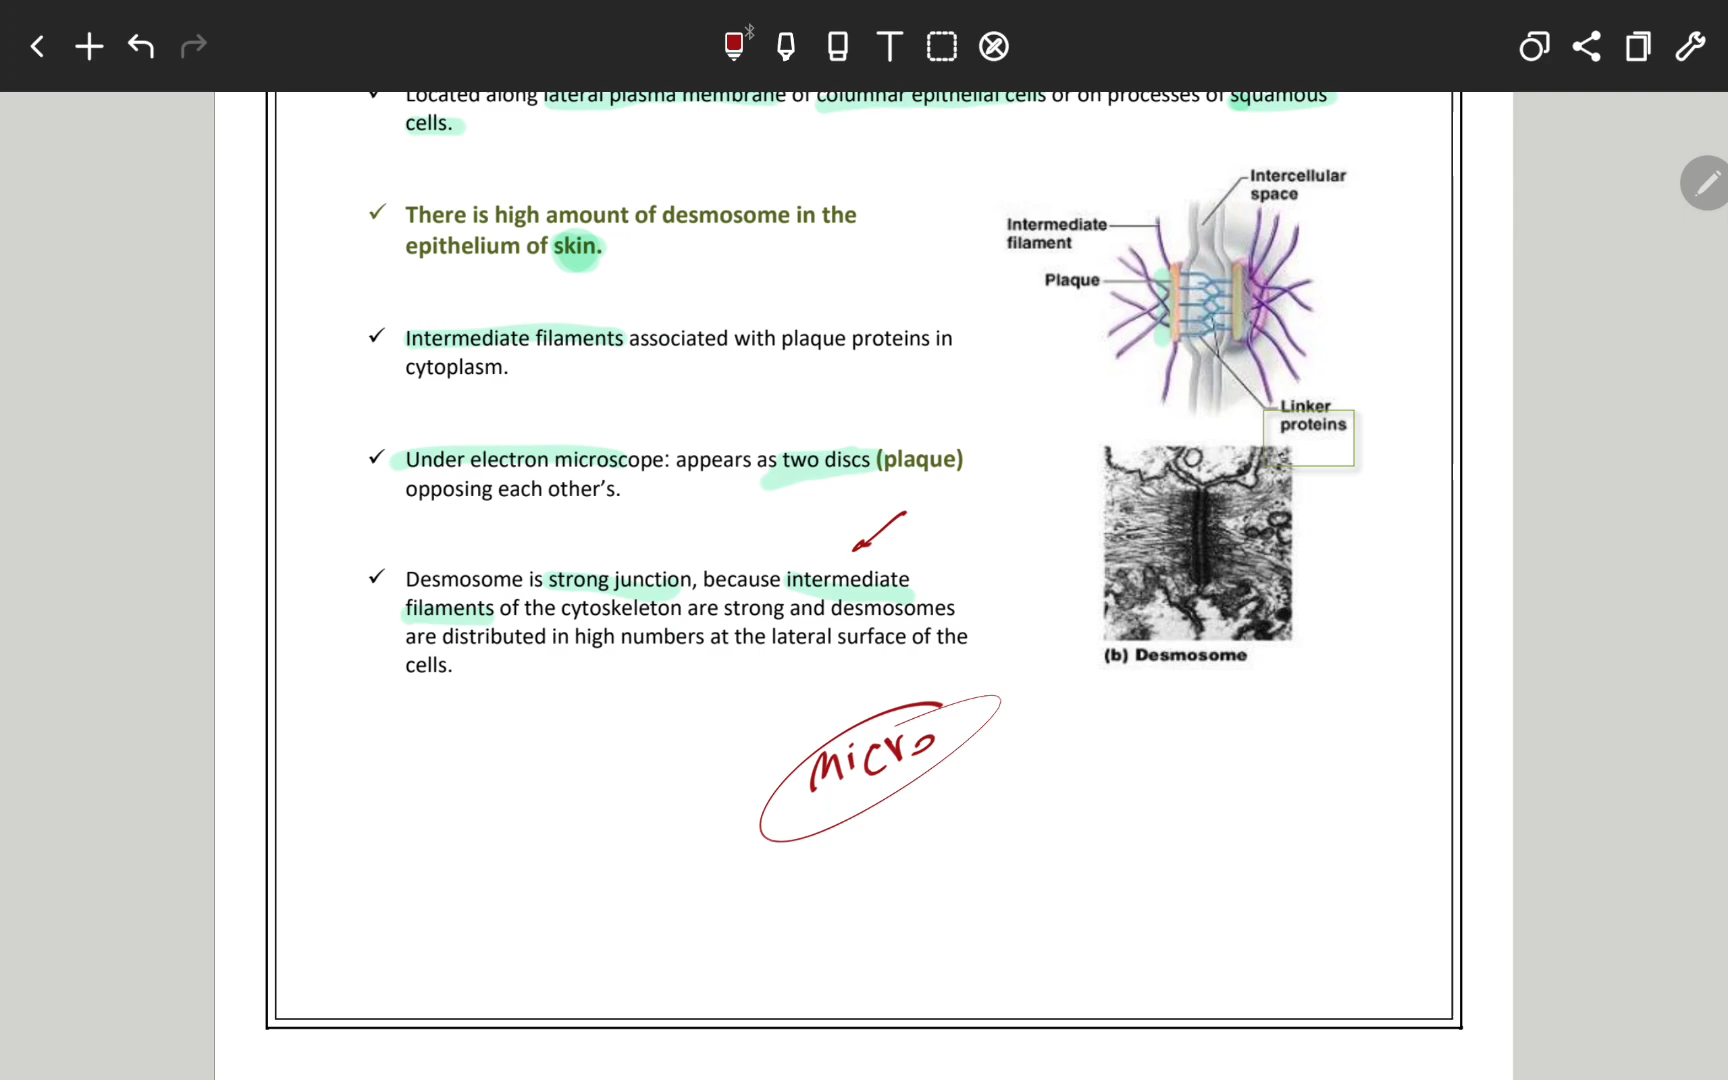 Located along lateral plasma membrane of columnar epithelial cells or on processes of squamous
cells.
There is high amount of desmosome in the
epithelium of skin.
Intermediate filaments associated with plaque proteins in
cytoplasm.
Under electron microscope: appears as two discs (plaque)
opposing each other’s.
Desmosome is strong junction, because intermediate
filaments of the cytoskeleton are strong and desmosomes
are distributed in high numbers at the lateral surface of the
cells.
Intercellular
space
Intermediate
filament
Plaque
Linker
proteins
(b) Desmosome
Micro